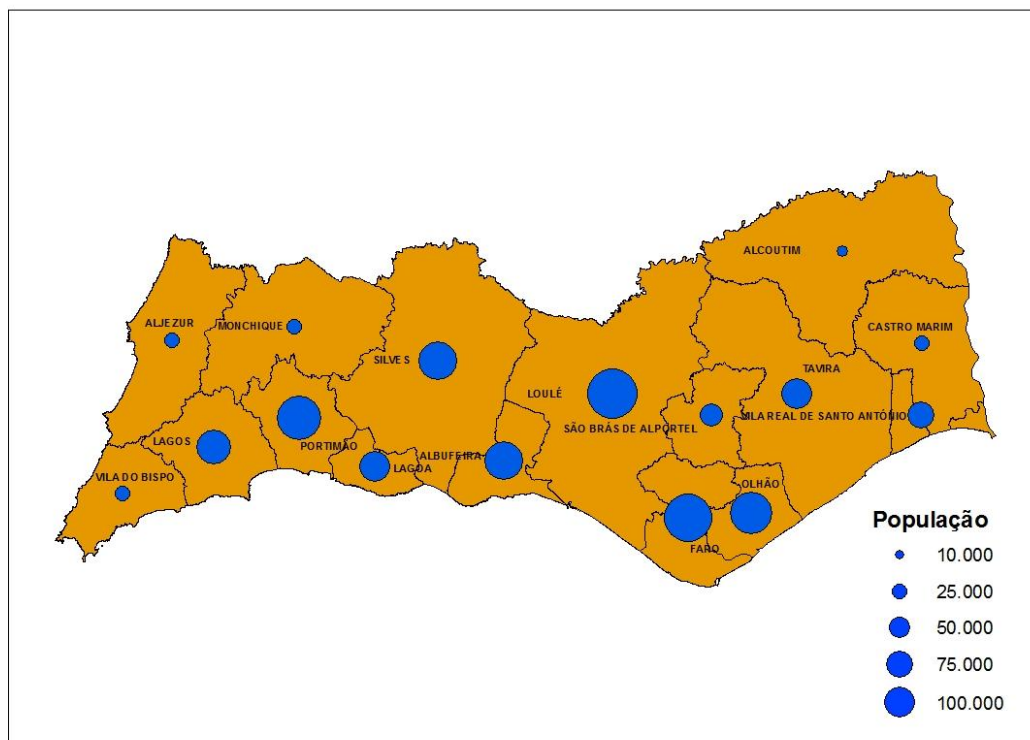 ALCOUTIM
ALJEZUR
MONCHIQUE
CASTRO MARIM
SILVES
TAVIRA
LOULÉ
SÃO BRÁS DE ALPORTEL
VILA REAL DE SANTO ANTÓNIO
LAGOS
PORTIMÃO
ALBUFEIRA
LAGOA
VILA DO BISPO
OLHÃO
FARO
População
10.000
25.000
50.000
75.000
100.000